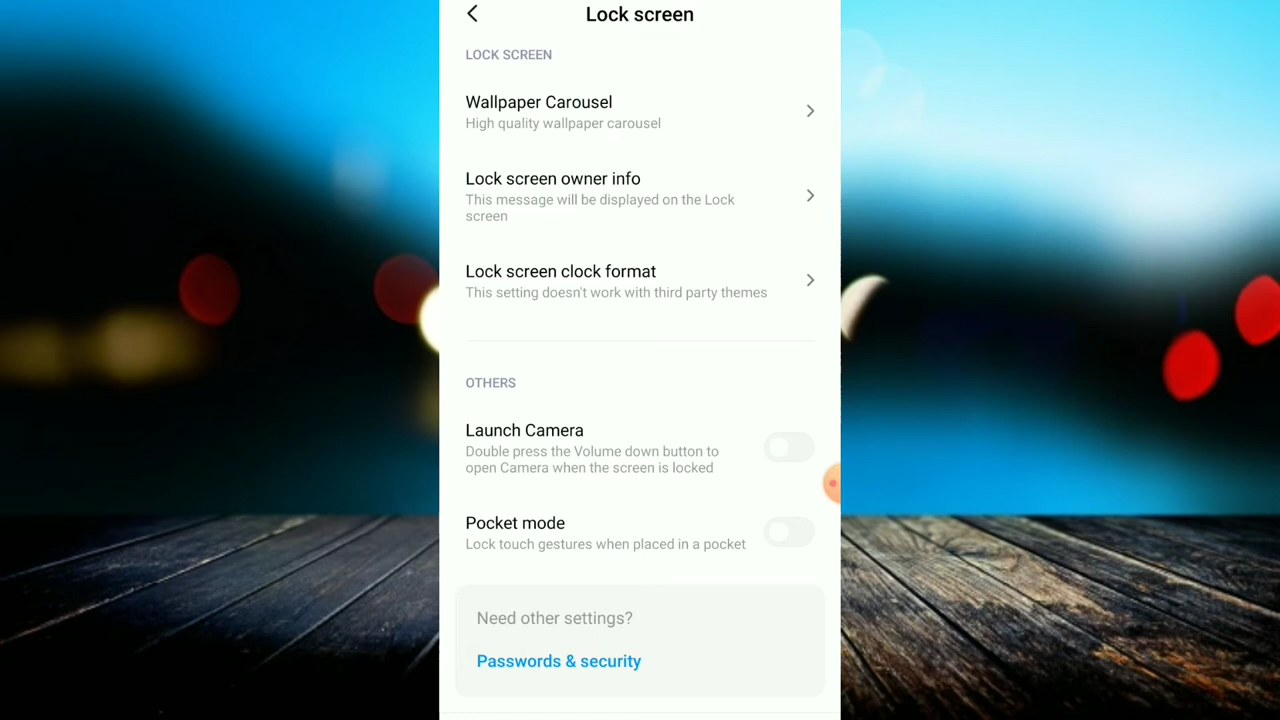 Lock screen
LOCK SCREEN
Wallpaper Carousel
High quality wallpaper carousel
Lock screen owner info
This message will be displayed on the Lock
screen
Lock screen clock format
This setting doesn't work with third party themes
OTHERS
Launch Camera
Double press the Volume down button to
open Camera when the screen is locked
Pocket mode
Lock touch gestures when placed in a pocket
Need other settings?
Passwords & security